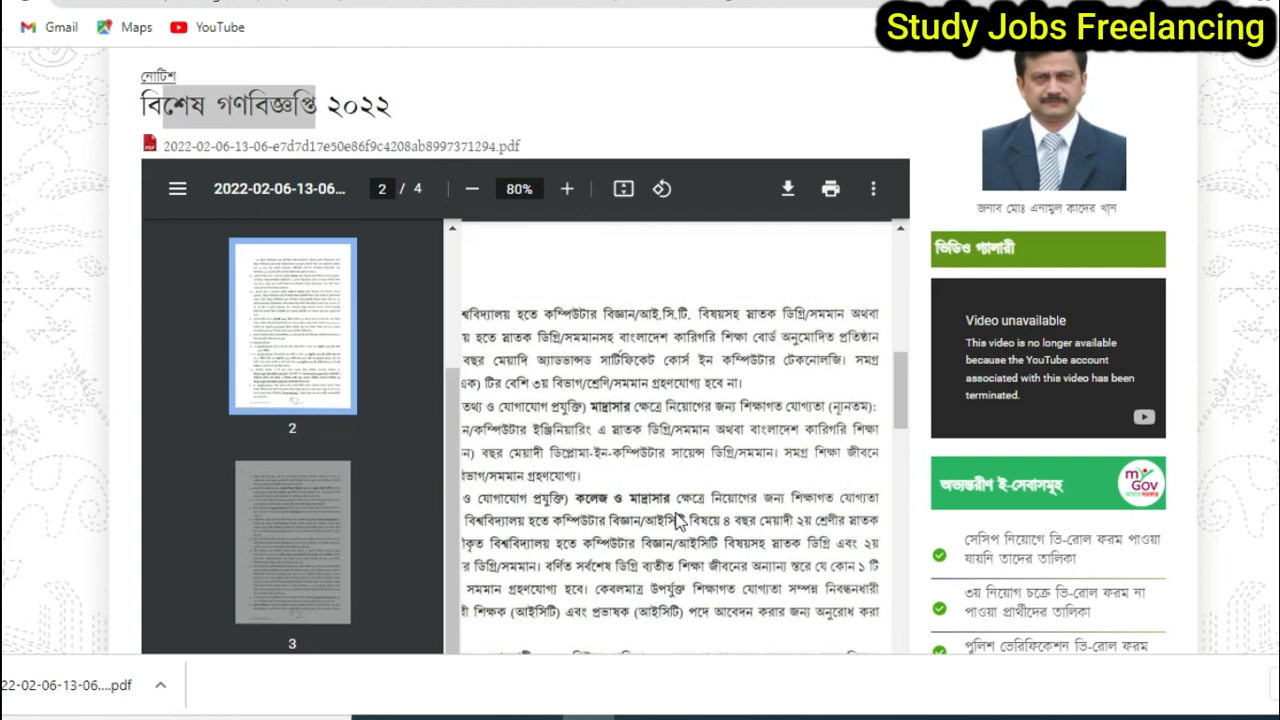 Gmail
Maps
YouTube
Study Jobs Freelancing
নোটিশ
বিশেষ গণবিজ্ঞপ্তি ২০২২
2022-02-06-13-06-e7d7d17e50e86f9c4208ab8997371294.pdf
2022-02-06-13-06...
2 / 4
80%
2
3
শ্ববিদ্যালয় হতে কম্পিউটার বিজ্ঞান/আই.সি.টি. বিষয়সহ স্নাতক ডিগ্রি/সমমান অথবা
য় হতে স্নাতক ডিগ্রি/সমমানসহ বাংলাদেশ কারিগরি শিক্ষা বোর্ড অনুমোদিত প্রতিষ্ঠান
বছর মেয়াদি এডভান্সড সার্টিফিকেট কোর্স ইন কম্পিউটার টেকনোলজি। সমগ্র
এক) টির বেশি ৩য় বিভাগ/শ্রেণি/সমমান গ্রহণযোগ্য হবে না।
তথ্য ও যোগাযোগ প্রযুক্তি) মাদ্রাসার ক্ষেত্রে নিয়োগের জন্য শিক্ষাগত যোগ্যতা (ন্যূনতম):
ন/কম্পিউটার ইঞ্জিনিয়ারিং এ স্নাতক ডিগ্রি/সমমান অথবা বাংলাদেশ কারিগরি শিক্ষা
ন) বছর মেয়াদী ডিপ্লোমা-ইন-কম্পিউটার সায়েন্স ডিগ্রি/সমমান। সমগ্র শিক্ষা জীবনে
ভাগ/সমমান গ্রহণযোগ্য।
যোগাযোগ প্রযুক্তি) কলেজ ও মাদ্রাসার ক্ষেত্রে নিয়োগের জন্য শিক্ষাগত যোগ্যতা
বিশ্ববিদ্যালয় হতে কম্পিউটার বিজ্ঞান/আইসিটি বিষয়ে ৪ বছর মেয়াদী ২য় শ্রেণীর স্নাতক
কৃত বিশ্ববিদ্যালয় হতে কম্পিউটার বিজ্ঞান/আইসিটি বিষয়সহ স্নাতক ডিগ্রি এবং ২য়
ডিগ্রি/সমমান। বর্ণিত সর্বশেষ ডিগ্রি ব্যতীত শিক্ষা জীবনের অন্যান্য স্তরে যে কোন ১ টি
সমমান গ্রহণযোগ্য হবে। কেবলমাত্র উপর্যুক্ত শিক্ষাগত যোগ্যতা সম্পন্ন নিবন্ধনধারী
ী শিক্ষক (আইসিটি) এবং প্রভাষক (আইসিটি) পদে আবেদন করার জন্য অনুরোধ করা
জনাব মোঃ এনামুল কাদের খান
ভিডিও গ্যালারী
Video unavailable
This video is no longer available
because the YouTube account
associated with this video has been
terminated.
অভ্যন্তরীণ ই-সেবাসমূহ
myGov
সেসিপ নিয়োগে ভি-রোল ফরম পাওয়া
যায়নি তাদের তালিকা
৩য় নিয়োগ চক্রে ভি-রোল ফরম না
পাওয়া প্রার্থীদের তালিকা
পুলিশ ভেরিফিকেশন ভি-রোল ফরম
22-02-06-13-06....pdf